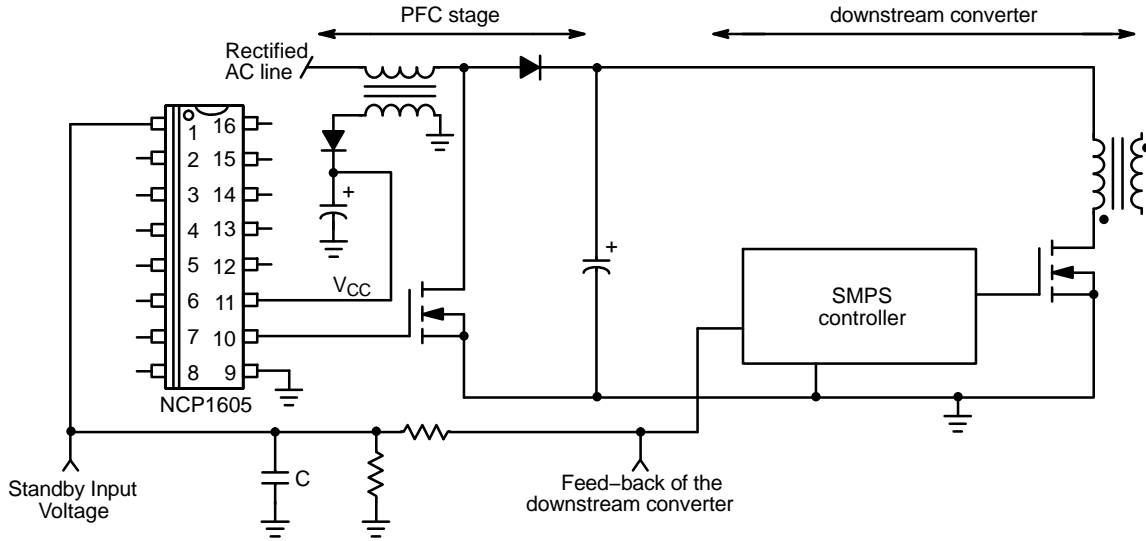 PFC stage
downstream converter
Rectified
AC line
1 16
2 15
3 14
4 13
5 12
6 11
7 10
8 9
NCP1605
+
VCC
+
SMPS
controller
C
Standby Input
Voltage
Feed−back of the
downstream converter